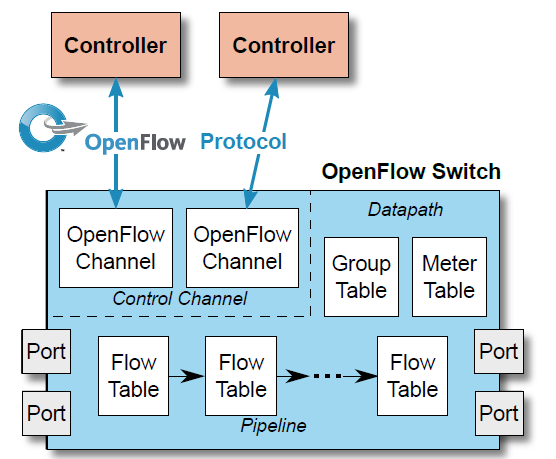 Controller
Controller
OpenFlow
Protocol
™
OpenFlow Switch
OpenFlow
Channel
OpenFlow
Channel
Control Channel
Datapath
Group
Table
Meter
Table
Port
Port
Flow
Table
Flow
Table
Flow
Table
Pipeline
Port
Port